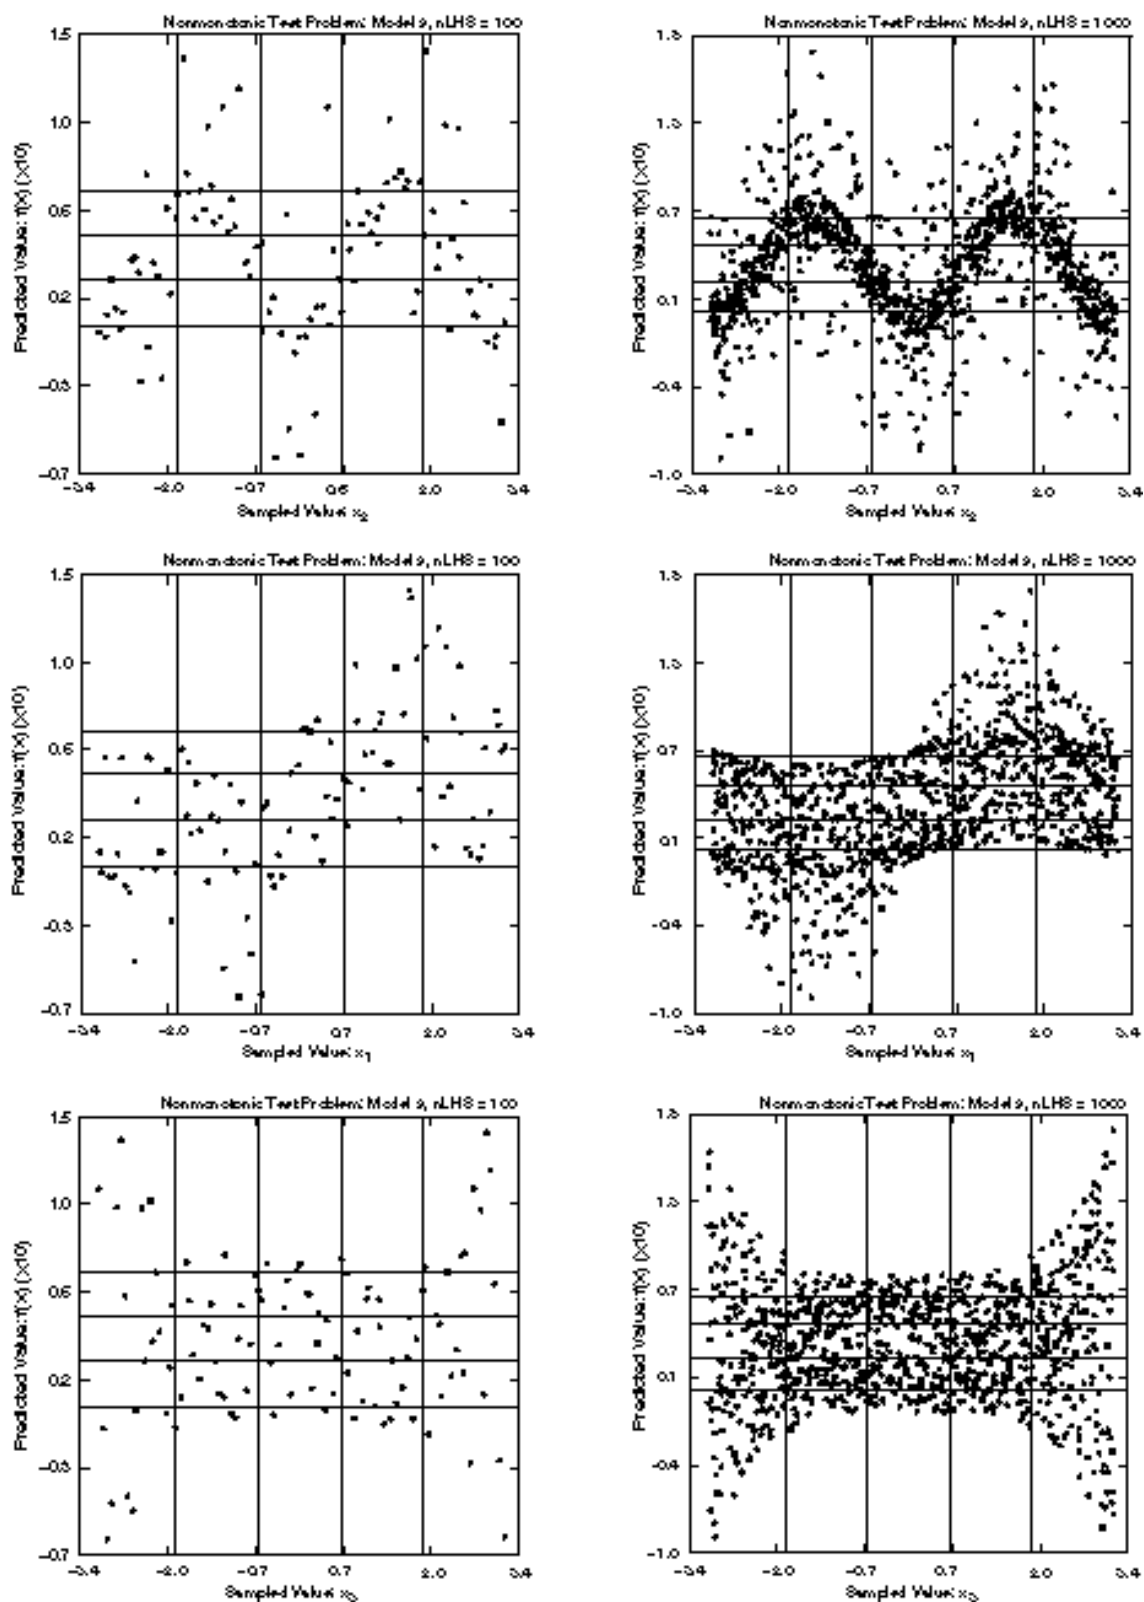 Nonmonotonic Test Problem: Model 9, nLHS = 100
1.5
1.0
0.6
0.2
-0.3
-0.7
-3.4 -2.0 -0.7 0.6 2.0 3.4
Predicted Value: f(x) (x10)
Sampled Value: x2
Nonmonotonic Test Problem: Model 9, nLHS = 1000
0.7
0.1
-0.4
-1.0
-3.4 -2.0 -0.7 0.7 2.0 3.4
Predicted Value: f(x) (x10)
Sampled Value: x2
Nonmonotonic Test Problem: Model 9, nLHS = 100
1.5
1.0
0.6
0.2
-0.3
-0.7
-3.4 -2.0 -0.7 0.7 2.0 3.4
Predicted Value: f(x) (x10)
Sampled Value: x1
Nonmonotonic Test Problem: Model 9, nLHS = 1000
0.7
0.1
-0.4
-1.0
-3.4 -2.0 -0.7 0.7 2.0 3.4
Predicted Value: f(x) (x10)
Sampled Value: x1
Nonmonotonic Test Problem: Model 9, nLHS = 100
1.5
1.0
0.6
0.2
-0.3
-0.7
-3.4 -2.0 -0.7 0.7 2.0 3.4
Predicted Value: f(x) (x10)
Sampled Value: x3
Nonmonotonic Test Problem: Model 9, nLHS = 1000
0.7
0.1
-0.4
-1.0
-3.4 -2.0 -0.7 0.7 2.0 3.4
Predicted Value: f(x) (x10)
Sampled Value: x3